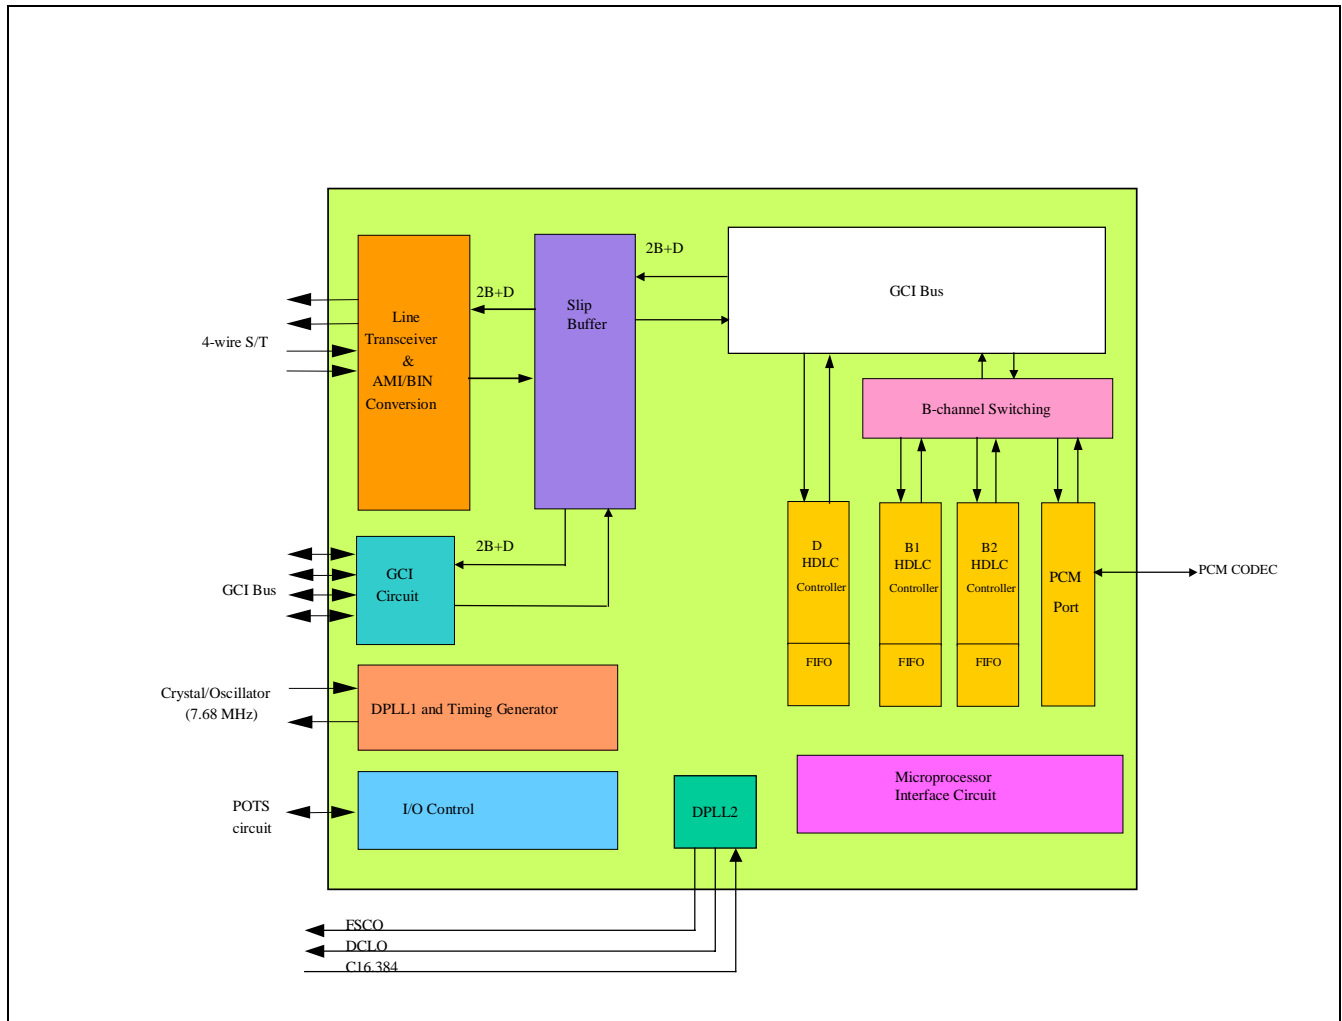 2B+D
GCI Bus
2B+D
Slip
Buffer
Line
Transceiver
&
AMI/BIN
Conversion
4-wire S/T
B-channel Switching
2B+D
D
HDLC
Controller
FIFO
B1
HDLC
Controller
FIFO
B2
HDLC
Controller
FIFO
PCM
Port
PCM CODEC
GCI
Circuit
GCI Bus
Crystal/Oscillator
(7.68 MHz)
DPLL1 and Timing Generator
POTS
circuit
I/O Control
DPLL2
Microprocessor
Interface Circuit
FSCO
DCLO
C16.384